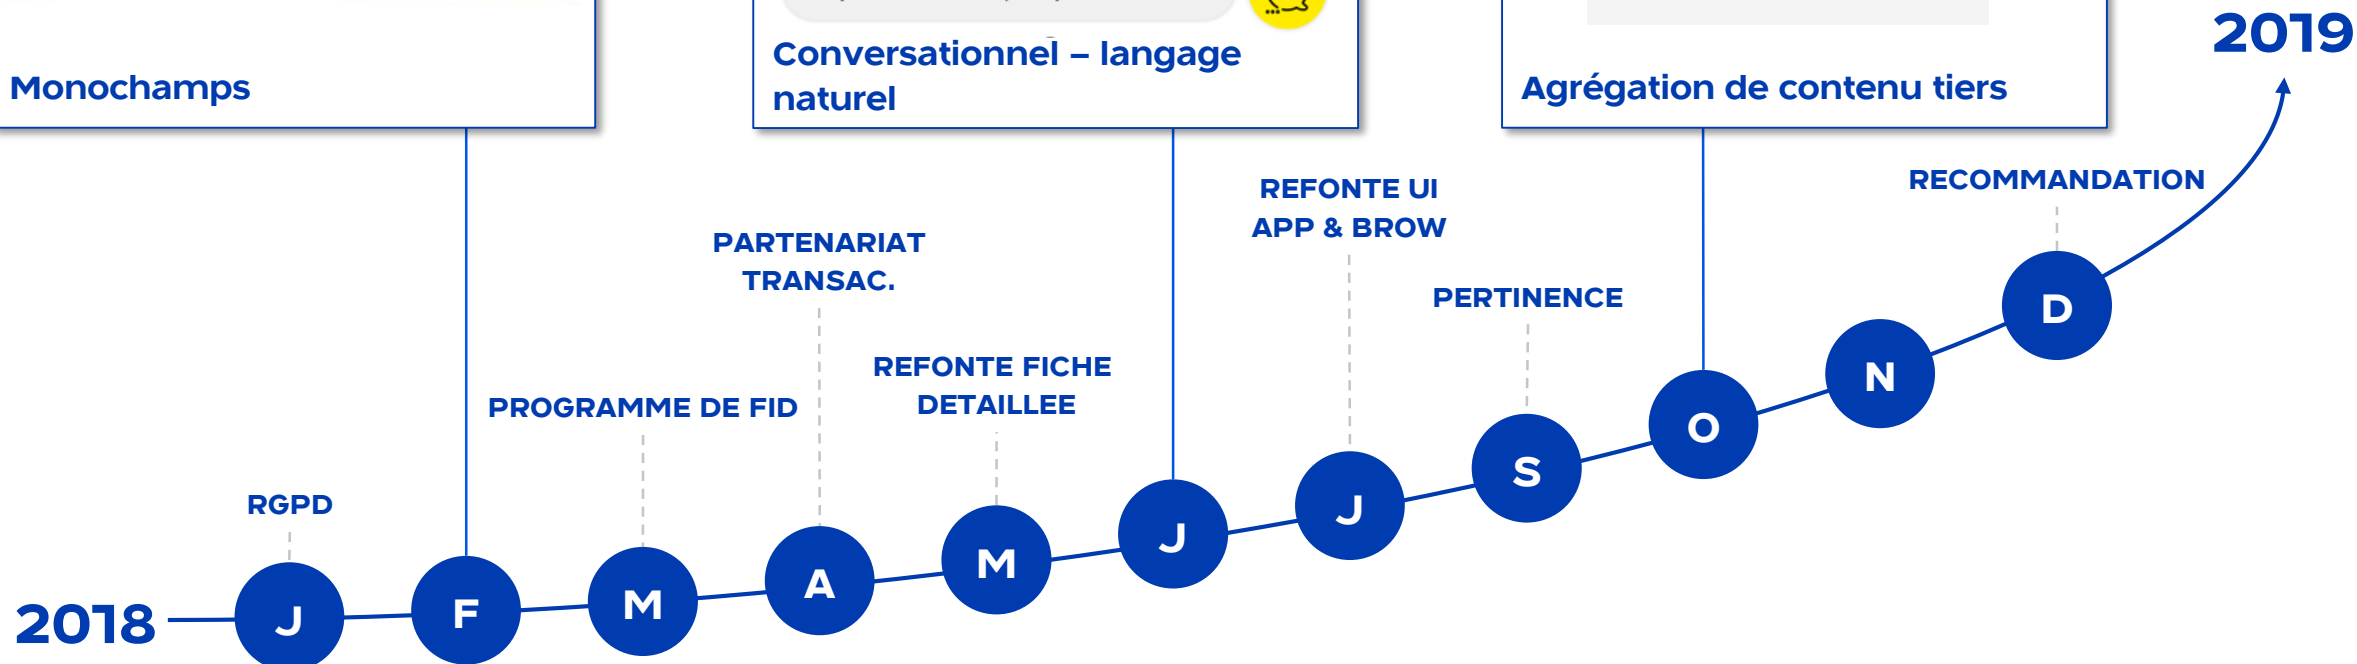 Monochamps
Conversationnel – langage
naturel
Agrégation de contenu tiers
2019
RECOMMANDATION
REFONTE UI
APP & BROW
PARTENARIAT
TRANSAC.
PERTINENCE
REFONTE FICHE
DETAILLEE
PROGRAMME DE FID
RGPD
2018
J
F
M
A
M
J
J
S
O
N
D